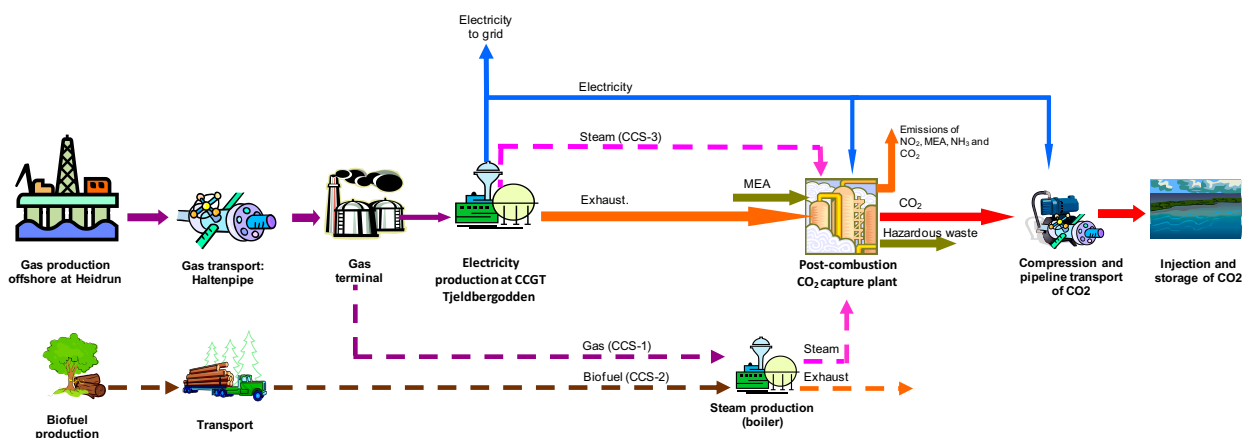 Electricity
to grid
Electricity
Steam (CCS-3)
Emissions of
NO₂, MEA, NH₃ and
CO₂
MEA
Exhaust.
CO₂
Hazardous waste
Gas production
offshore at Heidrun
Gas transport:
Haltenpipe
Gas
terminal
Electricity
production at CCGT
Tjeldbergodden
Post-combustion
CO₂ capture plant
Compression and
pipeline transport
of CO2
Injection and
storage of CO2
Gas (CCS-1)
Steam
Biofuel (CCS-2)
Exhaust
Biofuel
production
Transport
Steam production
(boiler)